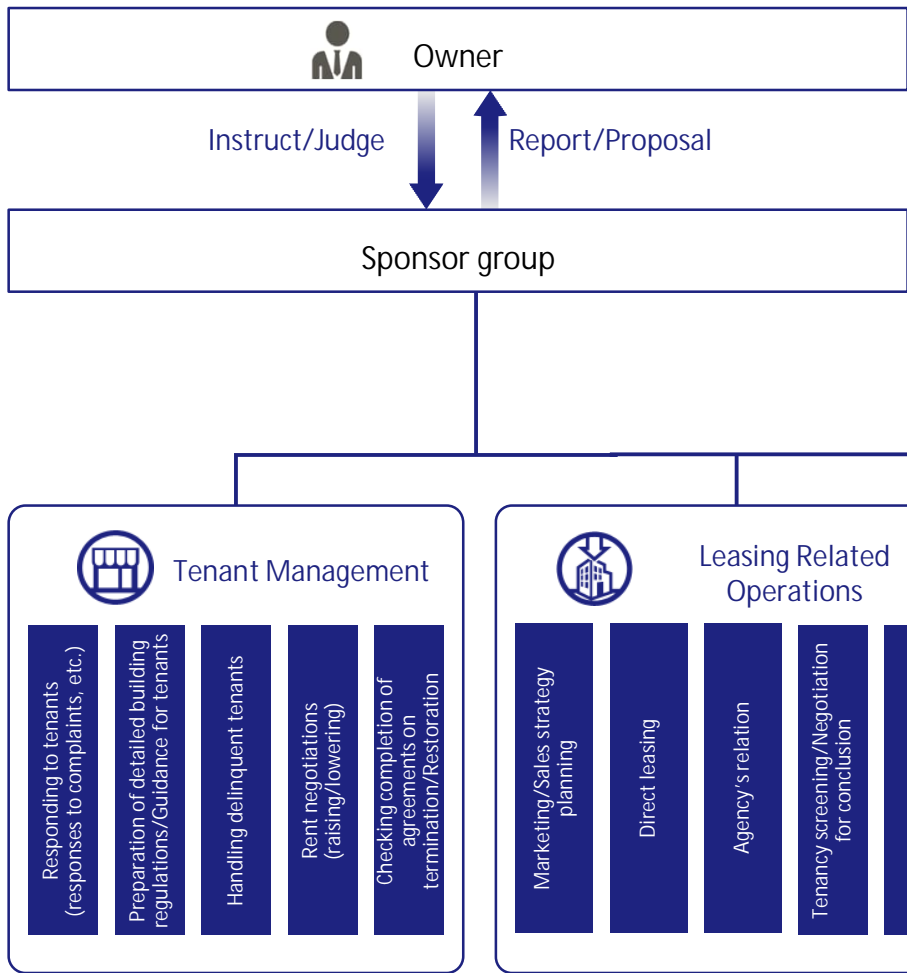 Owner
Instruct/Judge
Report/Proposal
Sponsor group
Tenant Management
Responding to tenants
(responses to complaints, etc.)
Preparation of detailed building
regulations/Guidance for tenants
Handling delinquent tenants
Rent negotiations
(raising/lowering)
Checking completion of
agreements on
termination/Restoration
Leasing Related
Operations
Marketing/Sales strategy
planning
Direct leasing
Agency's relation
Tenancy screening/Negotiation
for conclusion